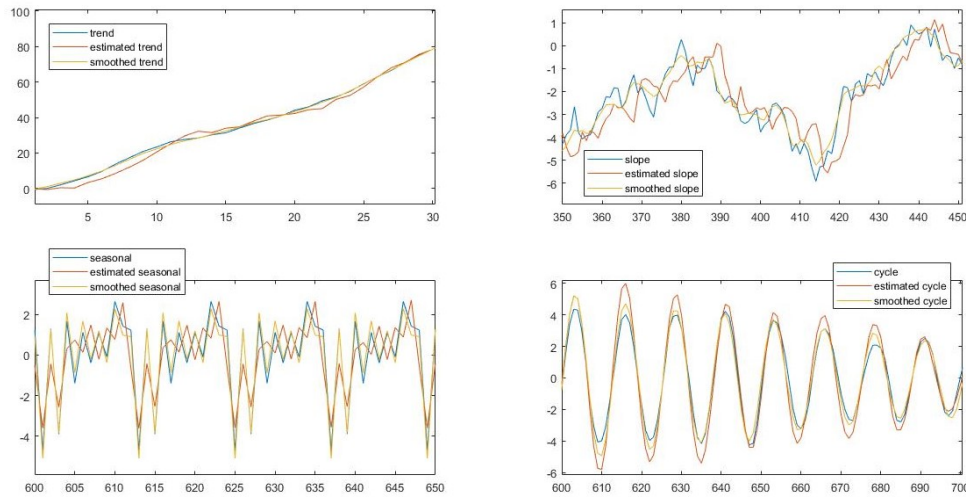 100
80
60
40
20
0
5 10 15 20 25 30
trend
estimated trend
smoothed trend
1
0
-1
-2
-3
-4
-5
-6
350 360 370 380 390 400 410 420 430 440 450
slope
estimated slope
smoothed slope
2
0
-2
-4
600 605 610 615 620 625 630 635 640 645 650
seasonal
estimated seasonal
smoothed seasonal
6
4
2
0
-2
-4
-6
600 610 620 630 640 650 660 670 680 690 700
cycle
estimated cycle
smoothed cycle